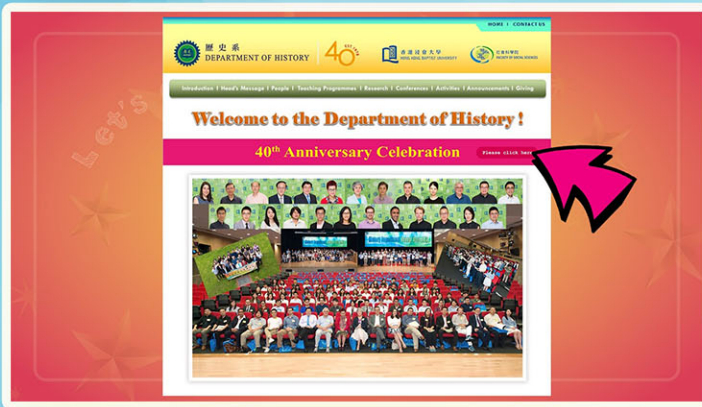 HOME I CONTACT US
歷史系
DEPARTMENT OF HISTORY
40
香港浸會大學
HONG KONG BAPTIST UNIVERSITY
社會科學院
FACULTY OF SOCIAL SCIENCES
Introduction I Head's Message I People I Teaching Programmes I Research I Conferences I Activities I Announcements I Giving
Welcome to the Department of History !
Let's
40th Anniversary Celebration
Please click here